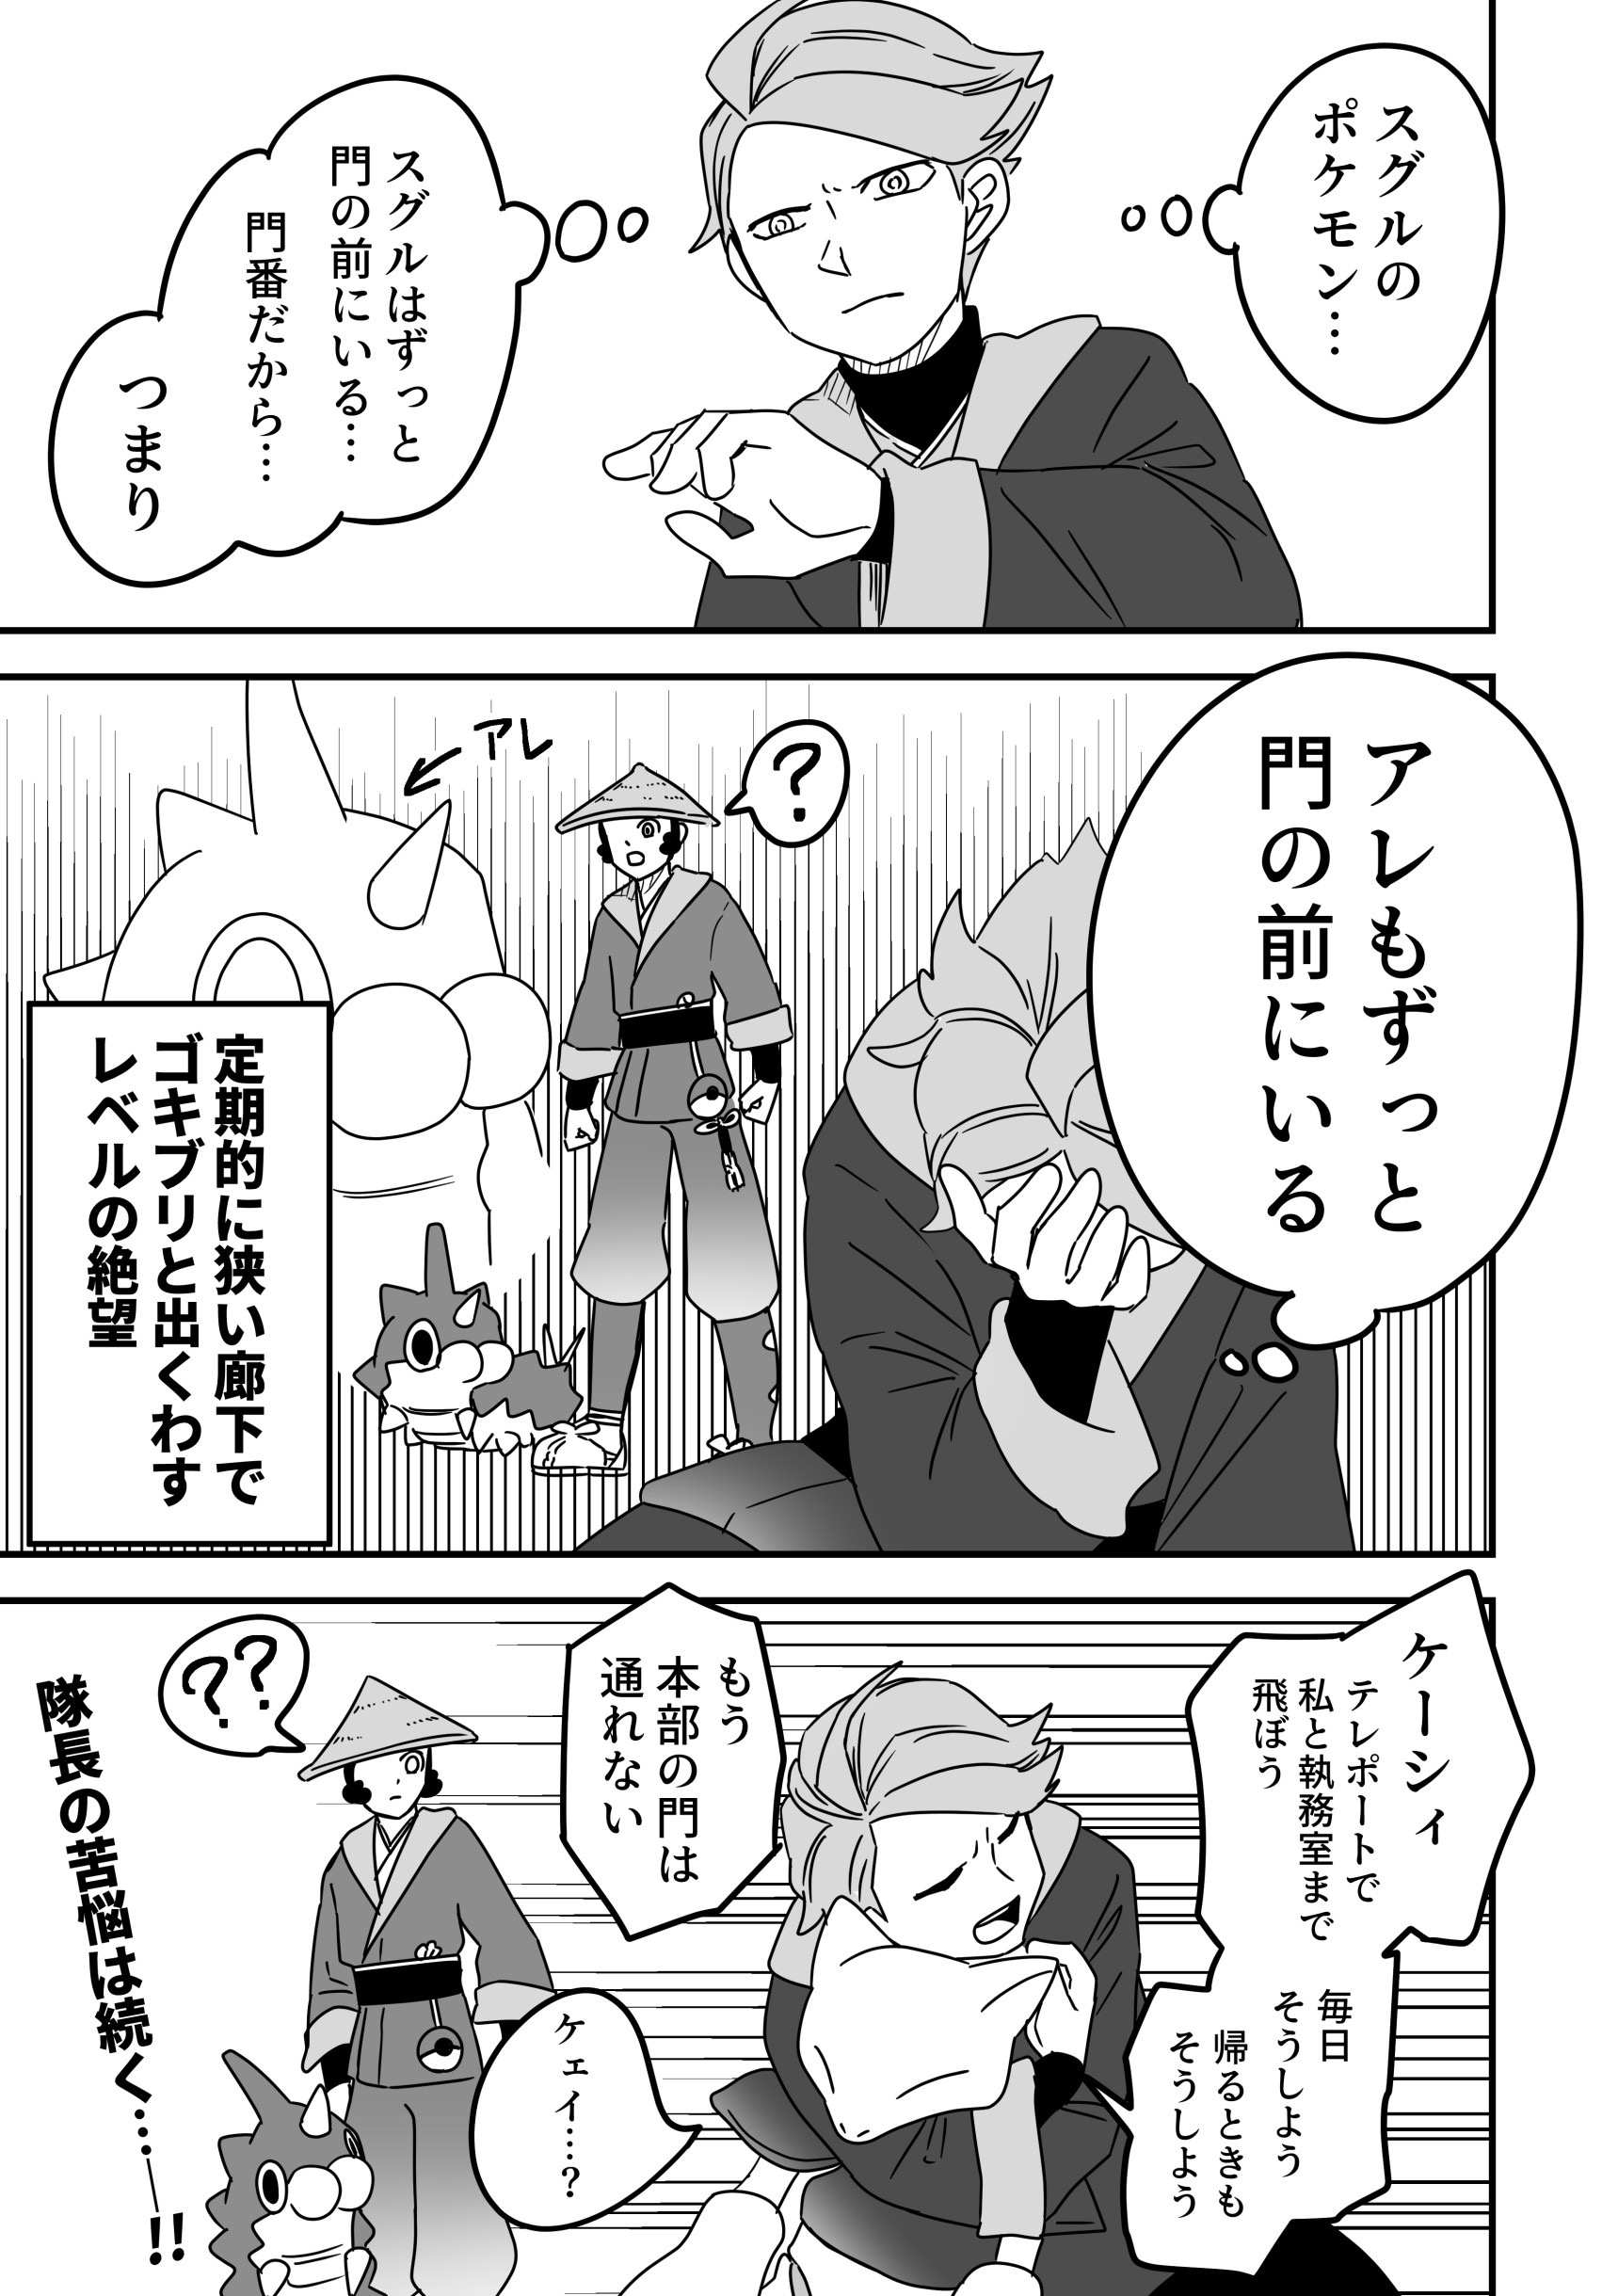 スグルの
ポケモン…
スグルはずっと
門の前にいる…
門番だから…
つまり
アレもずっと
門の前にいる
?
アレ
定期的に狭い廊下で
ゴキブリと出くわす
レベルの絶望
ケーシィ
テレポートで
私と執務室まで
飛ぼう
毎日
そうしよう
帰るときも
そうしよう
もう
本部の門は
通れない
ケェイ……?
??
隊長の苦悩は続く……!!